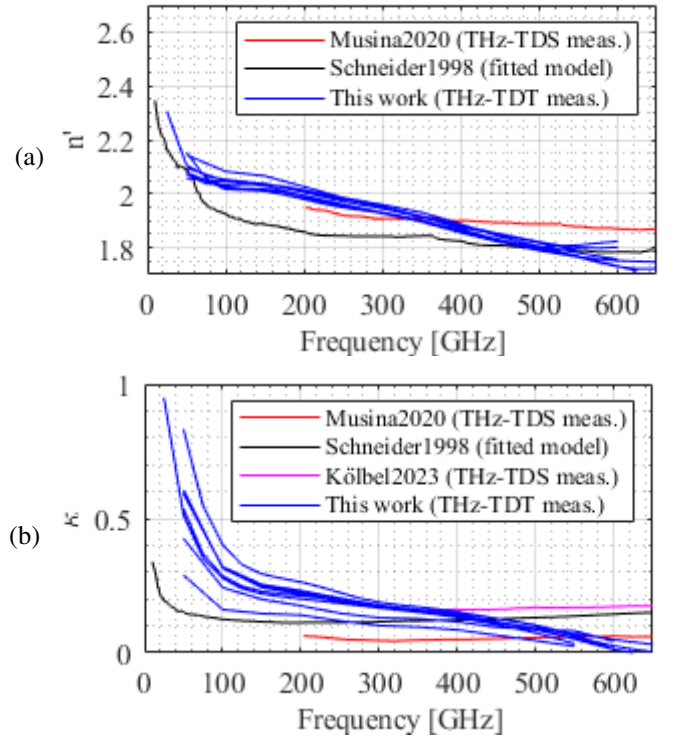 (a)
n'
2.6
2.4
2.2
2
1.8
Musina2020 (THz-TDS meas.)
Schneider1998 (fitted model)
This work (THz-TDT meas.)
0 100 200 300 400 500 600
Frequency [GHz]
(b)
κ
1
0.5
0
Musina2020 (THz-TDS meas.)
Schneider1998 (fitted model)
Kölbel2023 (THz-TDS meas.)
This work (THz-TDT meas.)
0 100 200 300 400 500 600
Frequency [GHz]